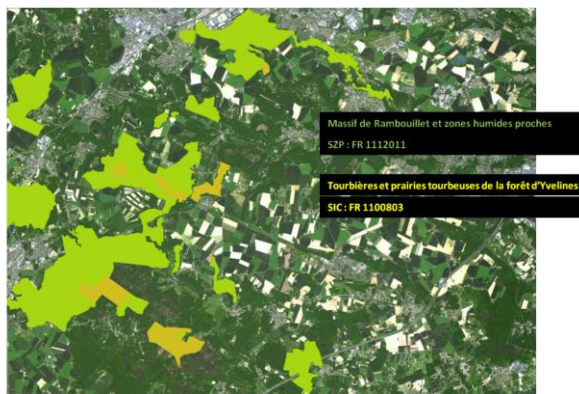 Massif de Rambouillet et zones humides proches
SZP : FR 1112011
Tourbières et prairies tourbeuses de la forêt d'Yvelines
SIC : FR 1100803